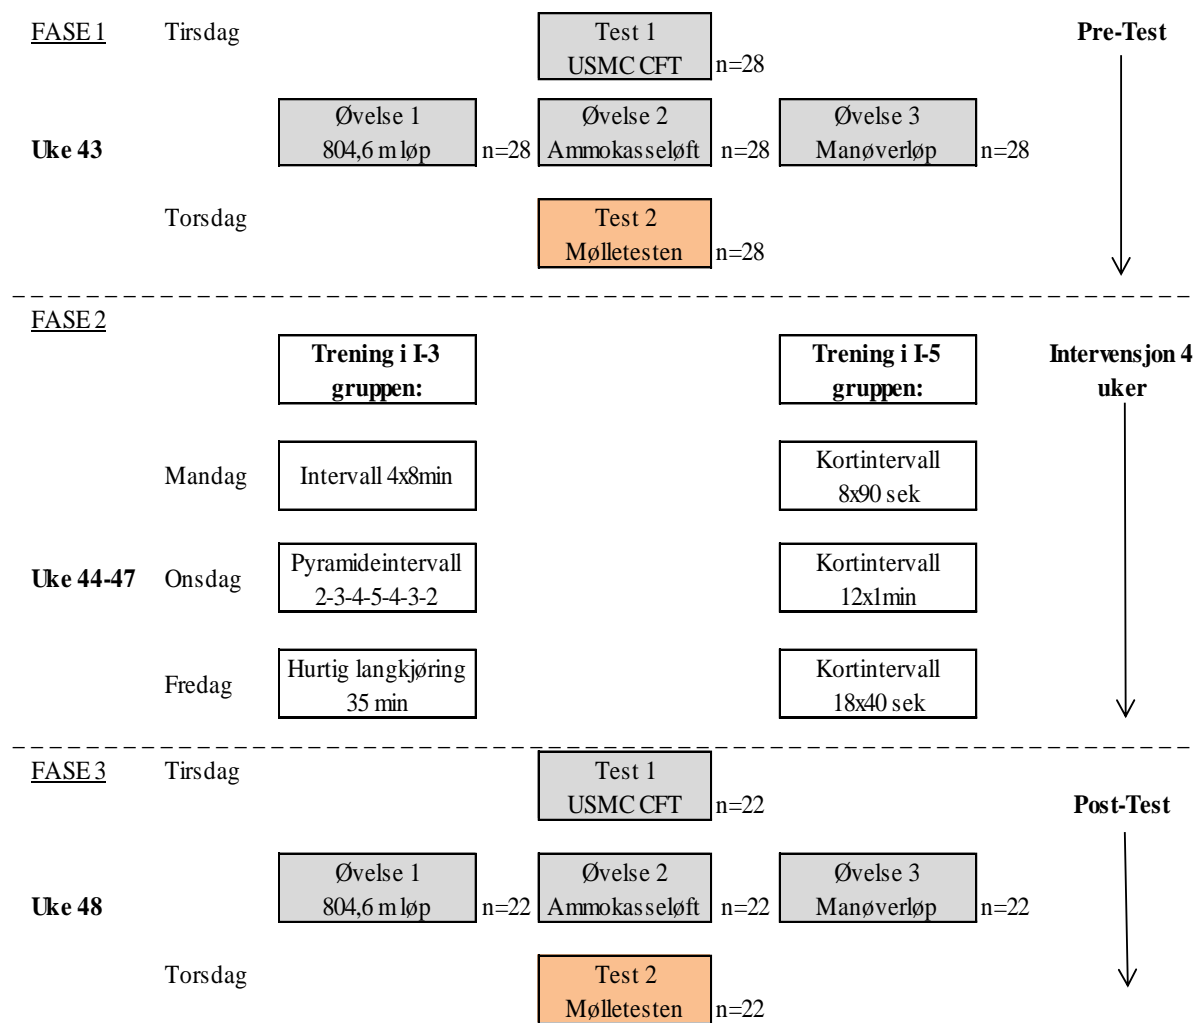 FASE 1 Tirsdag Test 1 Pre-Test
USMC CFT n=28
Øvelse 1 Øvelse 2 Øvelse 3
Uke 43 804,6 m løp n=28 Ammokasseløft n=28 Manøverløp n=28
Torsdag Test 2
Mølletesten n=28
FASE 2
Trening i I-3 Trening i I-5 Intervensjon 4
gruppen: gruppen: uker
Mandag Intervall 4x8min Kortintervall
8x90 sek
Pyramideintervall Kortintervall
Uke 44-47 Onsdag 2-3-4-5-4-3-2 12x1min
Fredag Hurtig langkjøring Kortintervall
35 min 18x40 sek
FASE 3 Tirsdag Test 1
USMC CFT n=22 Post-Test
Øvelse 1 Øvelse 2 Øvelse 3
Uke 48 804,6 m løp n=22 Ammokasseløft n=22 Manøverløp n=22
Torsdag Test 2
Mølletesten n=22